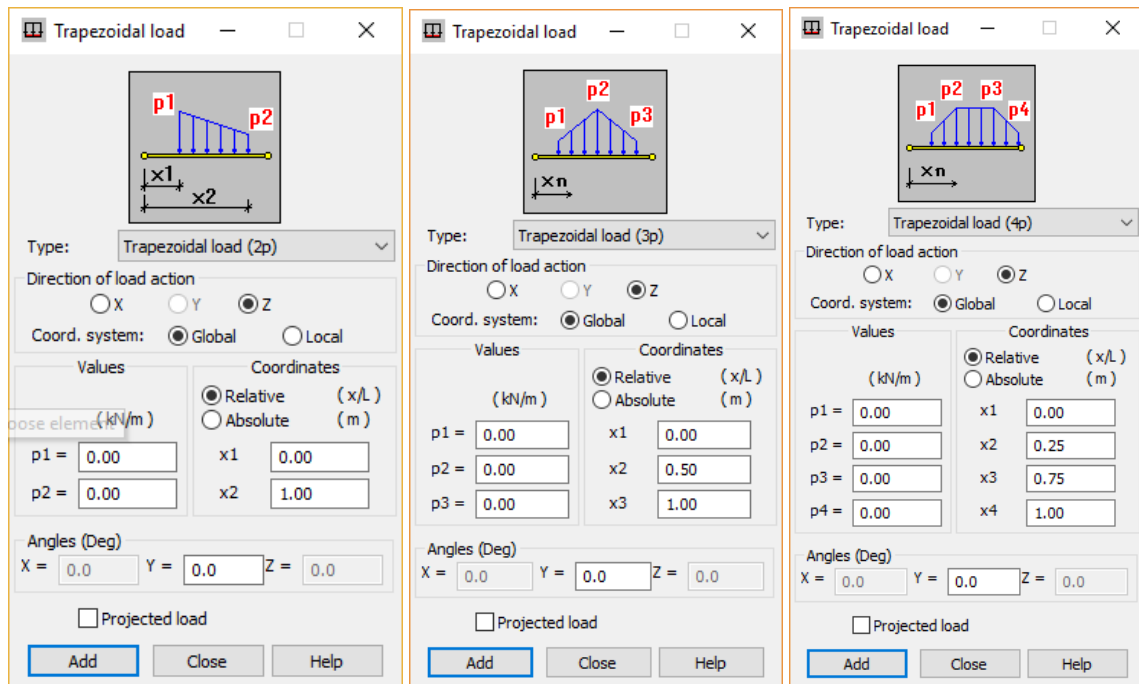 Trapezoidal load
p1
p2
x1
x2
Type: Trapezoidal load (2p)
Direction of load action
X Y Z
Coord. system: Global Local
Values Coordinates
Relative ( x/L )
(kN/m) Absolute ( m )
oose element
p1 = 0.00 x1 0.00
p2 = 0.00 x2 1.00
Angles (Deg)
X = 0.0 Y = 0.0 Z = 0.0
Projected load
Add Close Help
Trapezoidal load
p2
p1 p3
xn
Type: Trapezoidal load (3p)
Direction of load action
X Y Z
Coord. system: Global Local
Values Coordinates
Relative ( x/L )
(kN/m) Absolute ( m )
p1 = 0.00 x1 0.00
p2 = 0.00 x2 0.50
p3 = 0.00 x3 1.00
Angles (Deg)
X = 0.0 Y = 0.0 Z = 0.0
Projected load
Add Close Help
Trapezoidal load
p2 p3
p1 p4
xn
Type: Trapezoidal load (4p)
Direction of load action
X Y Z
Coord. system: Global Local
Values Coordinates
Relative ( x/L )
(kN/m) Absolute ( m )
p1 = 0.00 x1 0.00
p2 = 0.00 x2 0.25
p3 = 0.00 x3 0.75
p4 = 0.00 x4 1.00
Angles (Deg)
X = 0.0 Y = 0.0 Z = 0.0
Projected load
Add Close Help